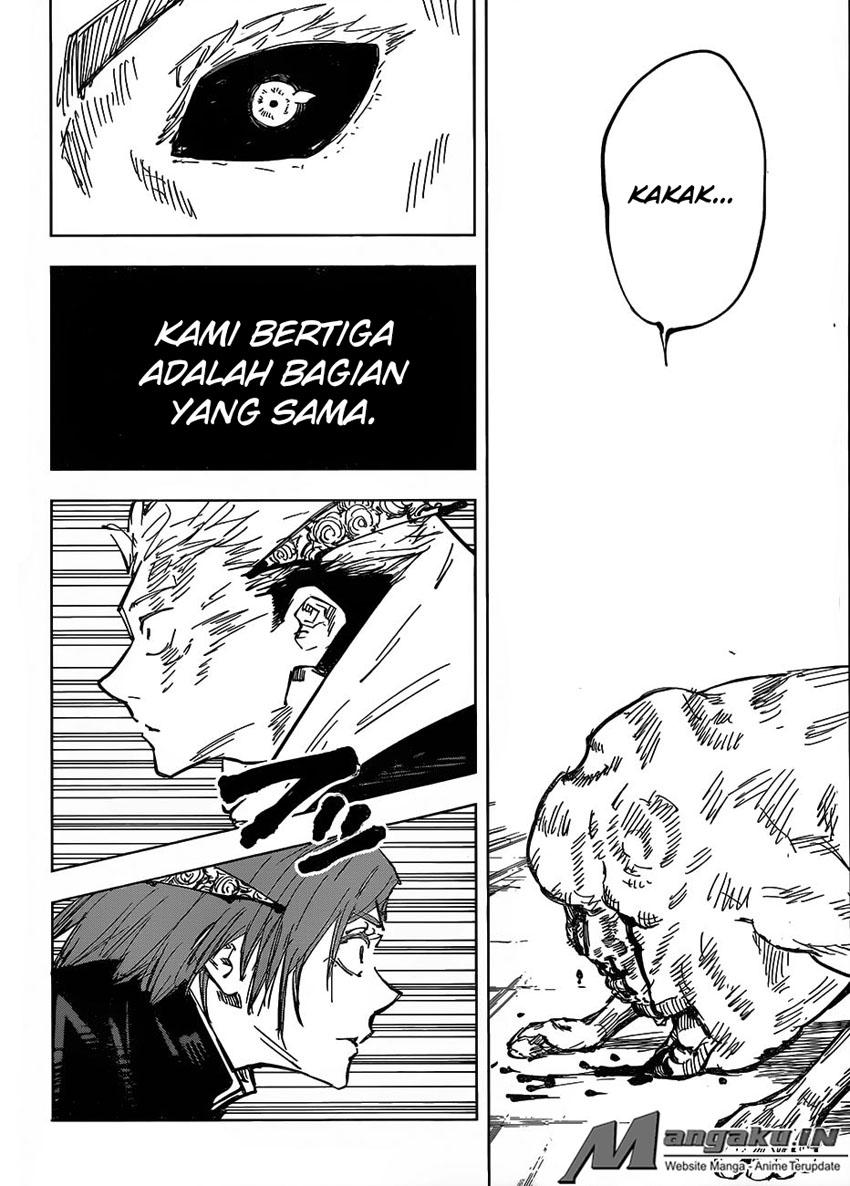 KAKAK...
KAMI BERTIGA
ADALAH BAGIAN
YANG SAMA.
Mangaku.iN
Website Manga - Anime Terupdate